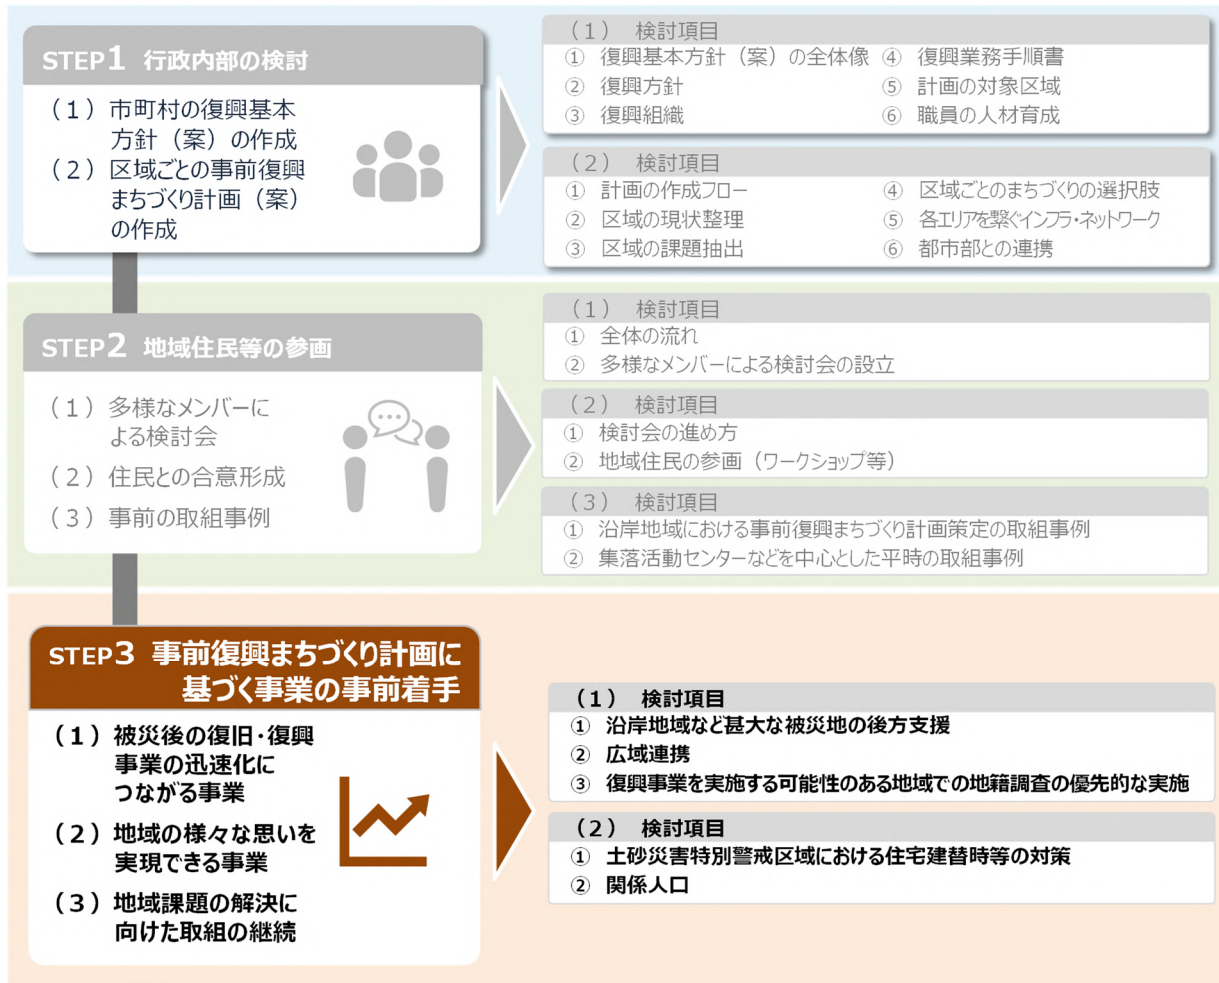 STEP1 行政内部の検討
（１）市町村の復興基本
方針（案）の作成
（２）区域ごとの事前復興
まちづくり計画（案）
の作成
（１） 検討項目
① 復興基本方針（案）の全体像
② 復興方針
③ 復興組織
④ 復興業務手順書
⑤ 計画の対象区域
⑥ 職員の人材育成
（２） 検討項目
① 計画の作成フロー
② 区域の現状整理
③ 区域の課題抽出
④ 区域ごとのまちづくりの選択肢
⑤ 各エリアを繋ぐインフラ・ネットワーク
⑥ 都市部との連携
STEP2 地域住民等の参画
（１）多様なメンバーに
よる検討会
（２）住民との合意形成
（３）事前の取組事例
（１） 検討項目
① 全体の流れ
② 多様なメンバーによる検討会の設立
（２） 検討項目
① 検討会の進め方
② 地域住民の参画（ワークショップ等）
（３） 検討項目
① 沿岸地域における事前復興まちづくり計画策定の取組事例
② 集落活動センターなどを中心とした平時の取組事例
STEP3 事前復興まちづくり計画に
基づく事業の事前着手
（１）被災後の復旧・復興
事業の迅速化に
つながる事業
（２）地域の様々な思いを
実現できる事業
（３）地域課題の解決に
向けた取組の継続
（１） 検討項目
① 沿岸地域など甚大な被災地の後方支援
② 広域連携
③ 復興事業を実施する可能性のある地域での地籍調査の優先的な実施
（２） 検討項目
① 土砂災害特別警戒区域における住宅建替時等の対策
② 関係人口